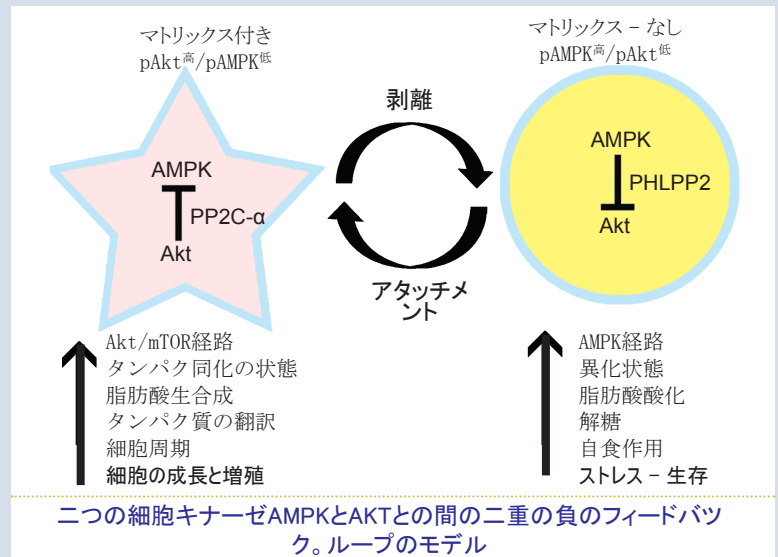 マトリックス付き
pAkt高/pAMPK低
AMPK
PP2C-α
Akt
剥離
アタッチメ
ント
マトリックス – なし
pAMPK高/pAkt低
AMPK
PHLPP2
Akt
Akt/mTOR経路
タンパク同化の状態
脂肪酸生合成
タンパク質の翻訳
細胞周期
細胞の成長と増殖
AMPK経路
異化状態
脂肪酸酸化
解糖
自食作用
ストレス – 生存
二つの細胞キナーゼAMPKとAKTとの間の二重の負のフィードバツ
ク。ループのモデル